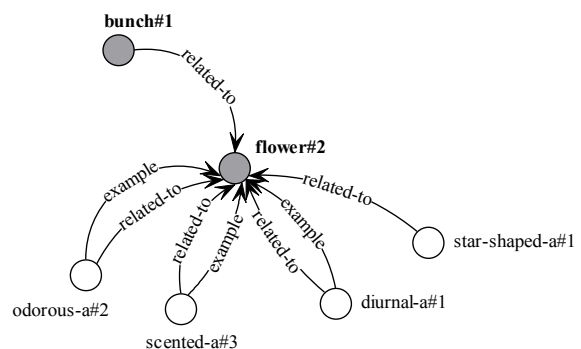 bunch#1
related-to
flower#2
example
related-to
related-to
example
related-to
example
related-to
star-shaped-a#1
odorous-a#2
scented-a#3
diurnal-a#1